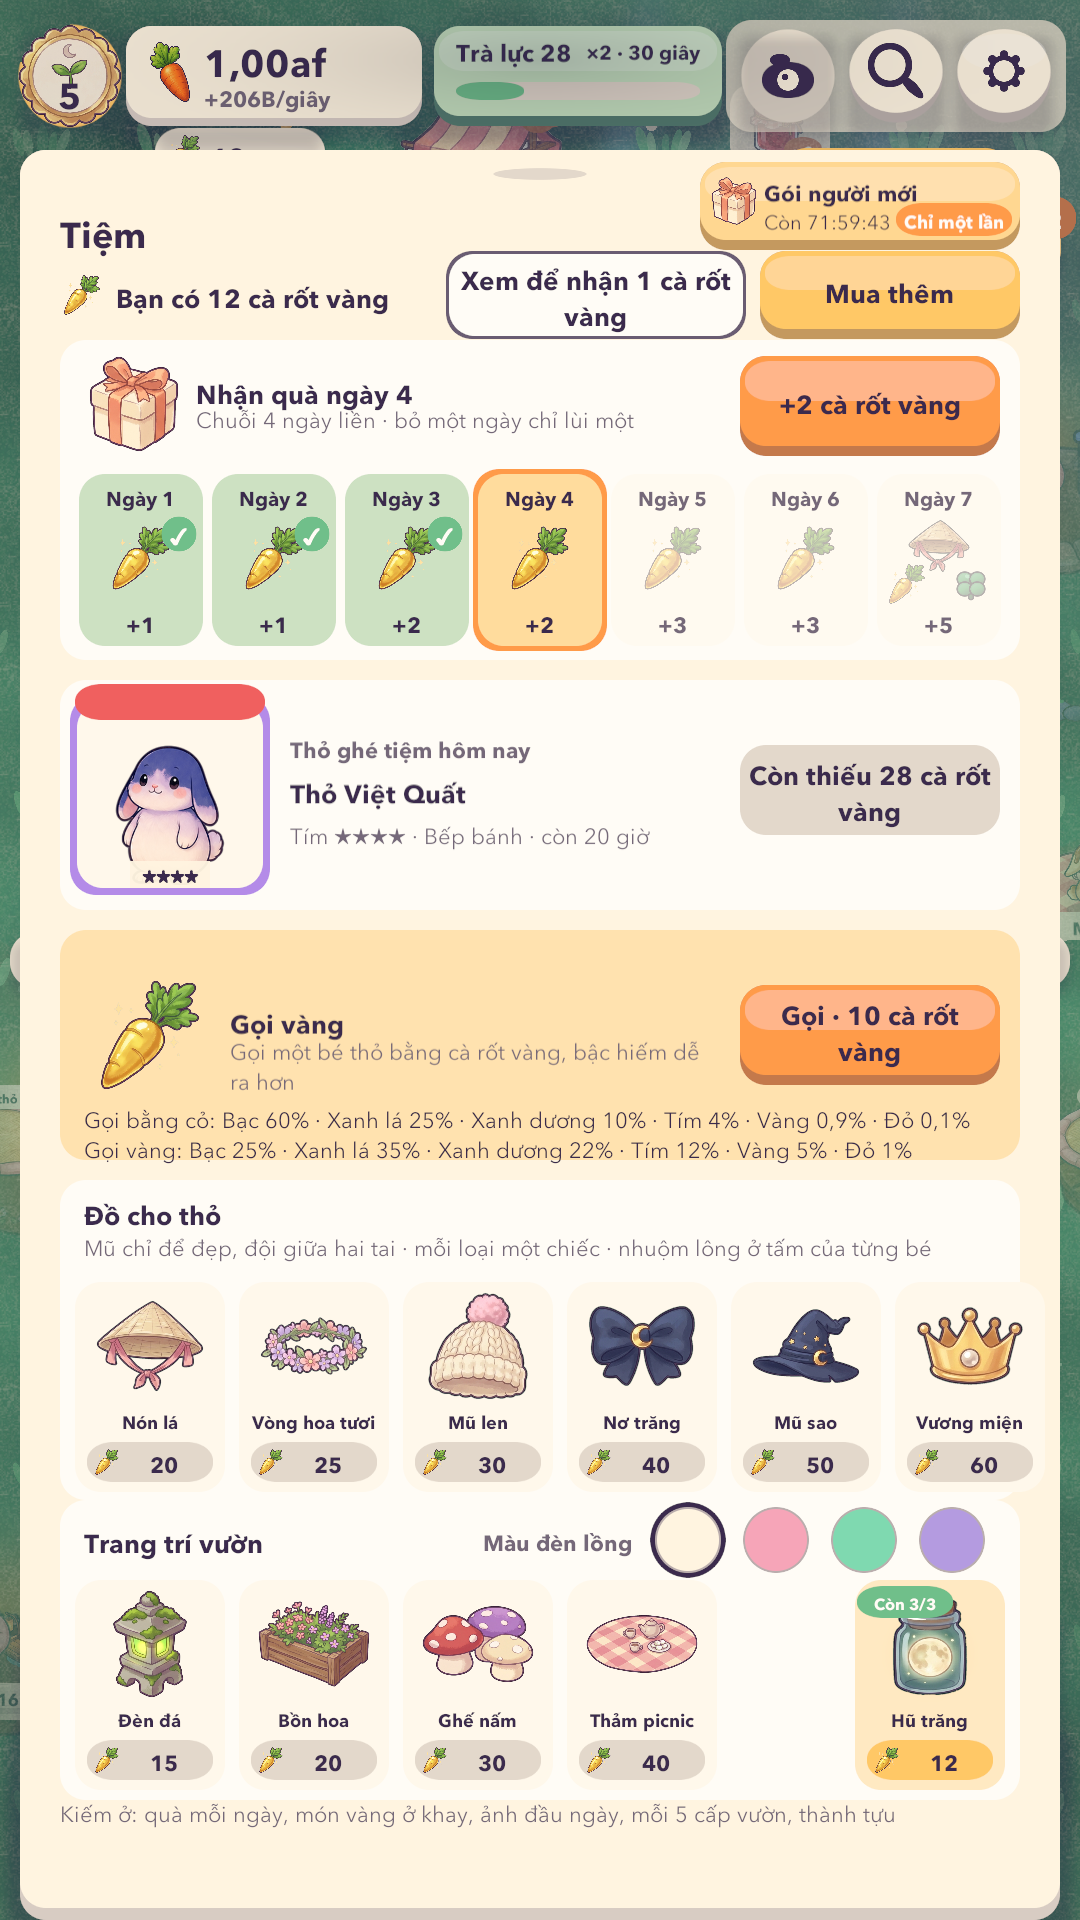 5
1,00af
+206B/giây
Trà lực 28 ×2 · 30 giây
Gói người mới
Còn 71:59:43 Chỉ một lần
Tiệm
Bạn có 12 cà rốt vàng
Xem để nhận 1 cà rốt
vàng
Mua thêm
Nhận quà ngày 4
Chuỗi 4 ngày liền · bỏ một ngày chỉ lùi một
+2 cà rốt vàng
Ngày 1 Ngày 2 Ngày 3 Ngày 4 Ngày 5 Ngày 6 Ngày 7
+1 +1 +2 +2 +3 +3 +5
Thỏ ghé tiệm hôm nay
Thỏ Việt Quất
Tím ★★★★ · Bếp bánh · còn 20 giờ
★★★★
Còn thiếu 28 cà rốt
vàng
Gọi vàng
Gọi một bé thỏ bằng cà rốt vàng, bậc hiếm dễ
ra hơn
Gọi · 10 cà rốt
vàng
Gọi bằng cỏ: Bạc 60% · Xanh lá 25% · Xanh dương 10% · Tím 4% · Vàng 0,9% · Đỏ 0,1%
Gọi vàng: Bạc 25% · Xanh lá 35% · Xanh dương 22% · Tím 12% · Vàng 5% · Đỏ 1%
Đồ cho thỏ
Mũ chỉ để đẹp, đội giữa hai tai · mỗi loại một chiếc · nhuộm lông ở tấm của từng bé
Nón lá Vòng hoa tươi Mũ len Nơ trăng Mũ sao Vương miện
20 25 30 40 50 60
Trang trí vườn
Màu đèn lồng
Còn 3/3
Đèn đá Bồn hoa Ghế nấm Thảm picnic Hũ trăng
15 20 30 40 12
Kiếm ở: quà mỗi ngày, món vàng ở khay, ảnh đầu ngày, mỗi 5 cấp vườn, thành tựu
thỏ
16